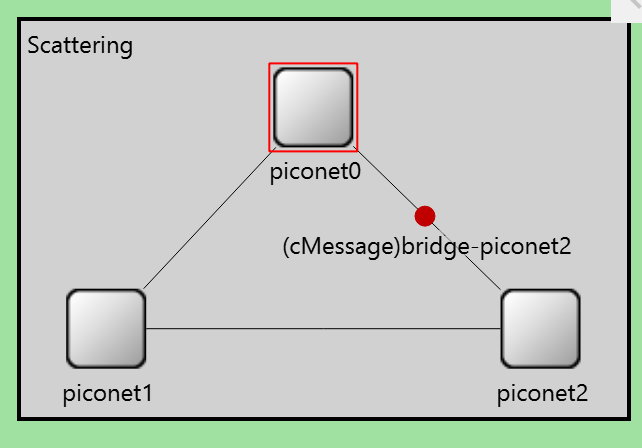 Scattering
piconet0
(cMessage)bridge-piconet2
piconet1
piconet2